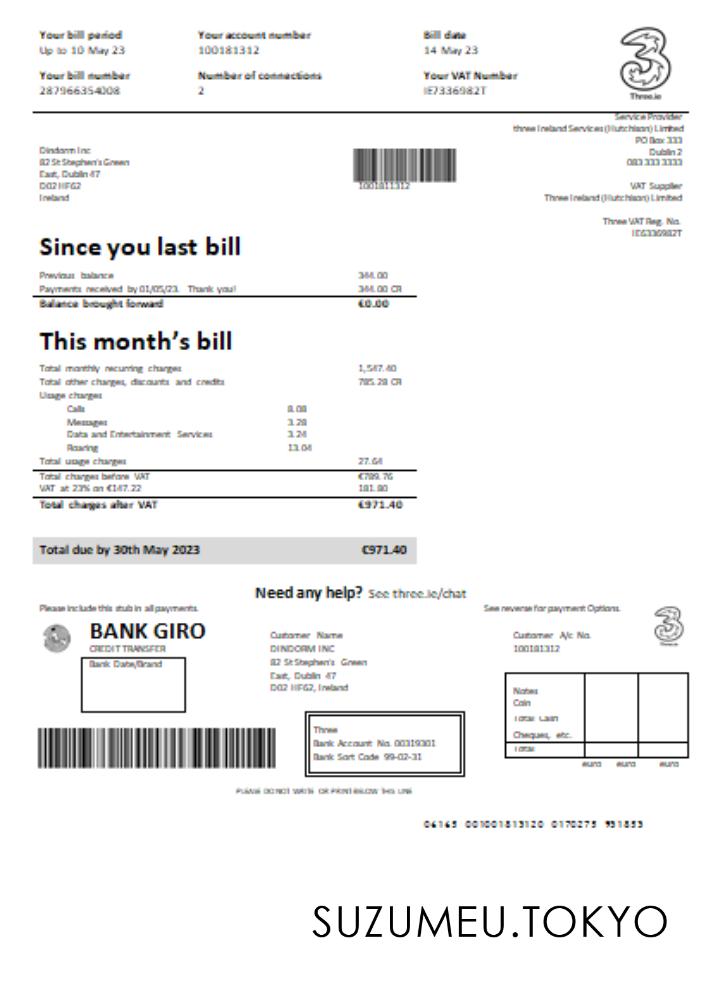 Your bill period
Up to 10 May 23
Your account number
100181312
Bill date
14 May 23
Your bill number
287966354008
Number of connections
2
Your VAT Number
IE7336982T
Three.ie
Service Provider
three Ireland Services (Hutchison) Limited
PO Box 333
Dublin 2
083 333 3333
VAT Supplier
Three Ireland (Hutchison) Limited
Three VAT Reg. No.
IE6336982T
Dindorm Inc
82 St Stephen's Green
East, Dublin 47
D02 HF62
Ireland
1001811312
Since you last bill
Previous balance 344.00
Payments received by 01/05/23. Thank you! 344.00 CR
Balance brought forward €0.00
This month's bill
Total monthly recurring charges 1,547.40
Total other charges, discounts and credits 785.28 CR
Usage charges
Calls 8.08
Messages 3.28
Data and Entertainment Services 3.24
Roaring 13.04
Total usage charges 27.64
Total charges before VAT €789.76
VAT at 23% on €147.22 181.80
Total charges after VAT €971.40
Total due by 30th May 2023 €971.40
Need any help? See three.ie/chat
Please include this stub in all payments.
See reverse for payment Options.
BANK GIRO
CREDIT TRANSFER
Bank Date/Brand
Customer Name
DINDORM INC
82 St Stephen's Green
East, Dublin 47
D02 HF62, Ireland
Customer A/c No.
100181312
Notes
Coin
Total Cash
Cheques, etc.
Total
euro euro euro
Three
Bank Account No. 00319301
Bank Sort Code 99-02-31
PLEASE DO NOT WRITE OR PRINT BELOW THIS LINE
06165 001001813120 0170275 931853
SUZUMEU.TOKYO